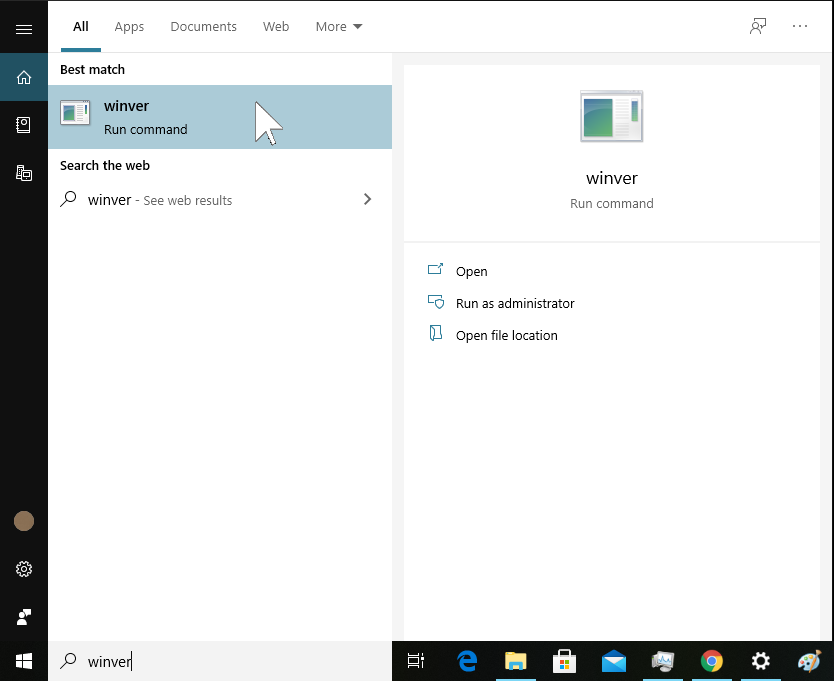 All Apps Documents Web More
Best match
winver
Run command
Search the web
winver - See web results
winver
Run command
Open
Run as administrator
Open file location
winver